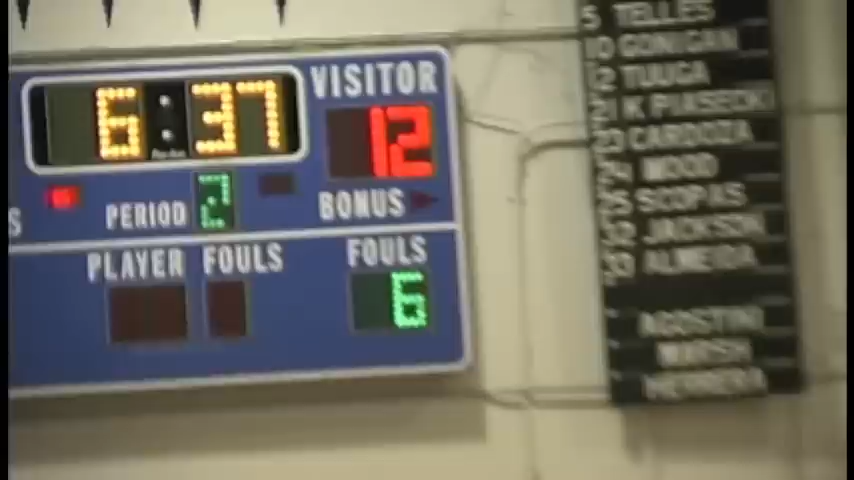 6:37
VISITOR
12
S
PERIOD 2
BONUS
PLAYER FOULS
FOULS
6
5 TELLES
10 GONIGAN
12 TUUGA
21 K PIASECKI
23 CARDOZA
24 WOOD
25 SCOPAS
32 JACKSON
33 ALMEIDA
AGOSTINI
MARSH
HERRERA